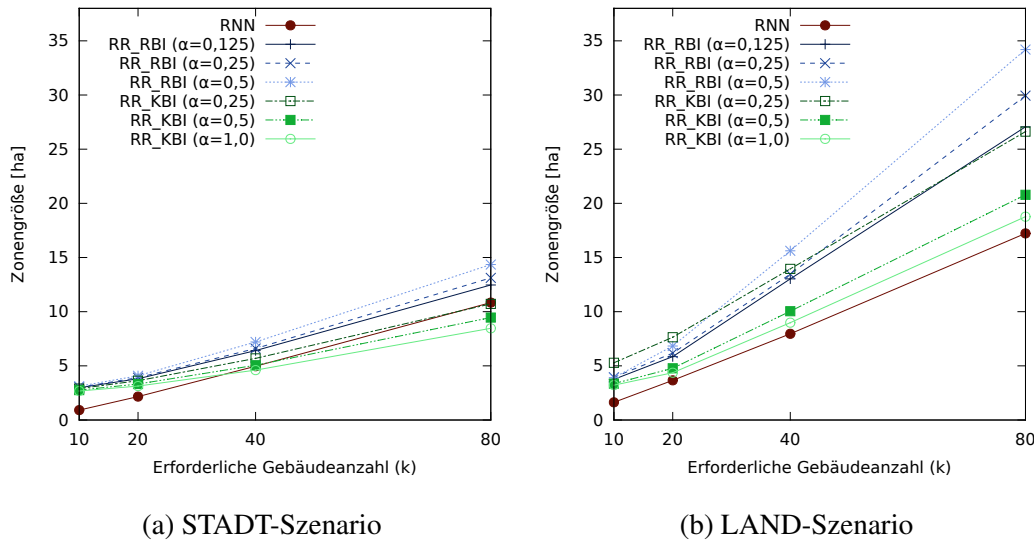 35
30
25
20
15
10
5
0
Zonengröße [ha]
RNN
RR_RBI (α=0,125)
RR_RBI (α=0,25)
RR_RBI (α=0,5)
RR_KBI (α=0,25)
RR_KBI (α=0,5)
RR_KBI (α=1,0)
10 20 40 80
Erforderliche Gebäudeanzahl (k)
(a) STADT-Szenario
35
30
25
20
15
10
5
0
Zonengröße [ha]
RNN
RR_RBI (α=0,125)
RR_RBI (α=0,25)
RR_RBI (α=0,5)
RR_KBI (α=0,25)
RR_KBI (α=0,5)
RR_KBI (α=1,0)
10 20 40 80
Erforderliche Gebäudeanzahl (k)
(b) LAND-Szenario